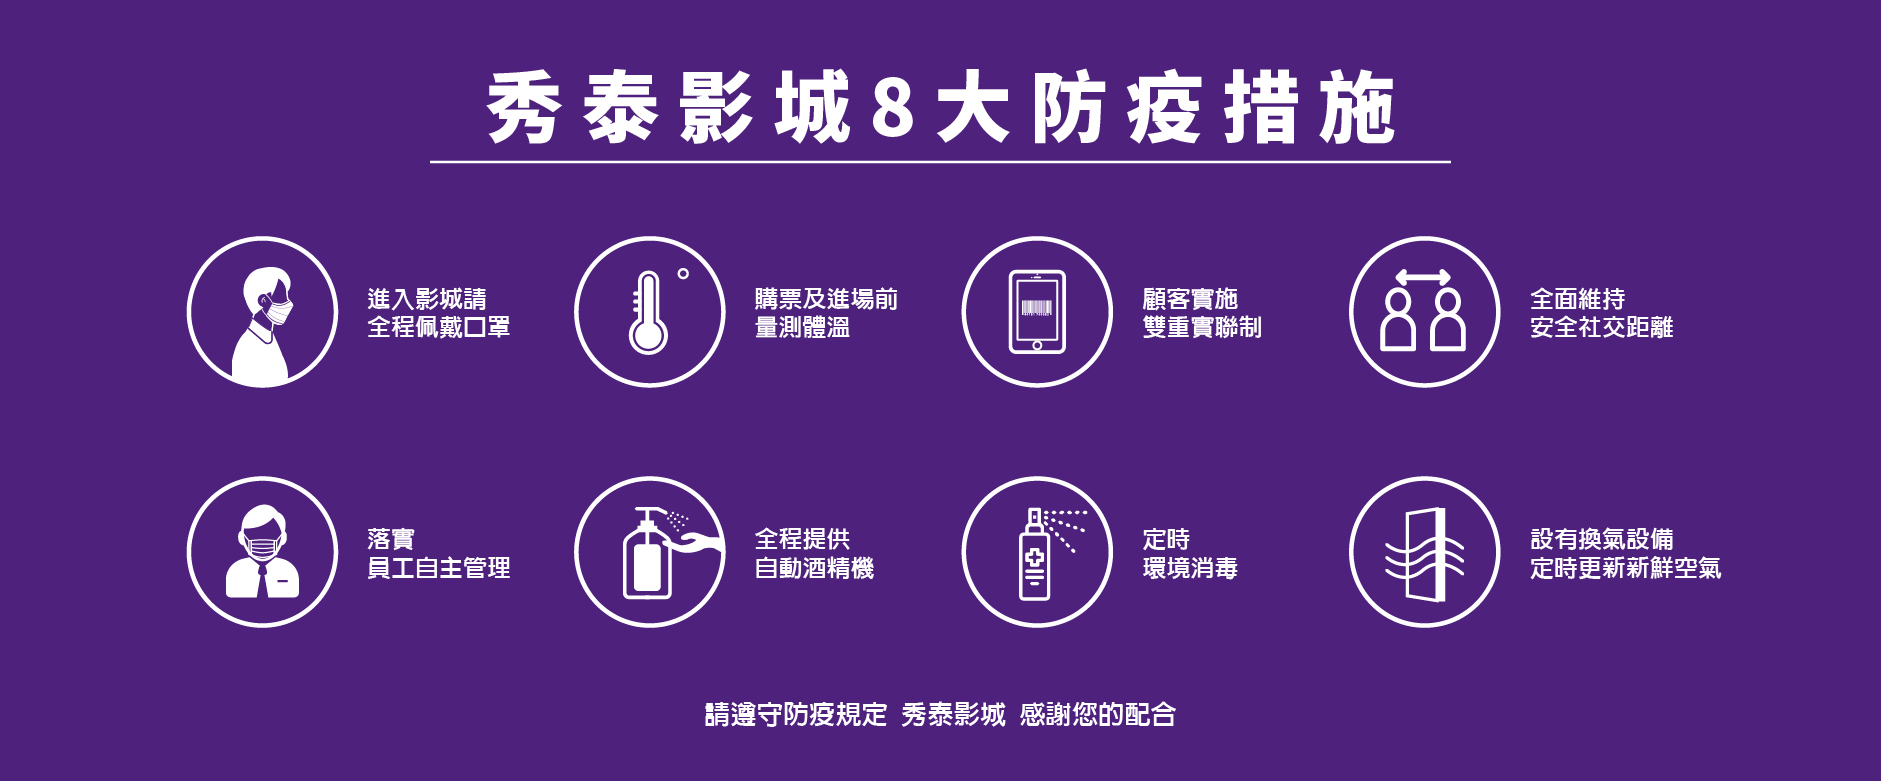 秀泰影城8大防疫措施
進入影城請
全程佩戴口罩
購票及進場前
量測體溫
顧客實施
雙重實聯制
全面維持
安全社交距離
落實
員工自主管理
全程提供
自動酒精機
定時
環境消毒
設有換氣設備
定時更新新鮮空氣
請遵守防疫規定 秀泰影城 感謝您的配合